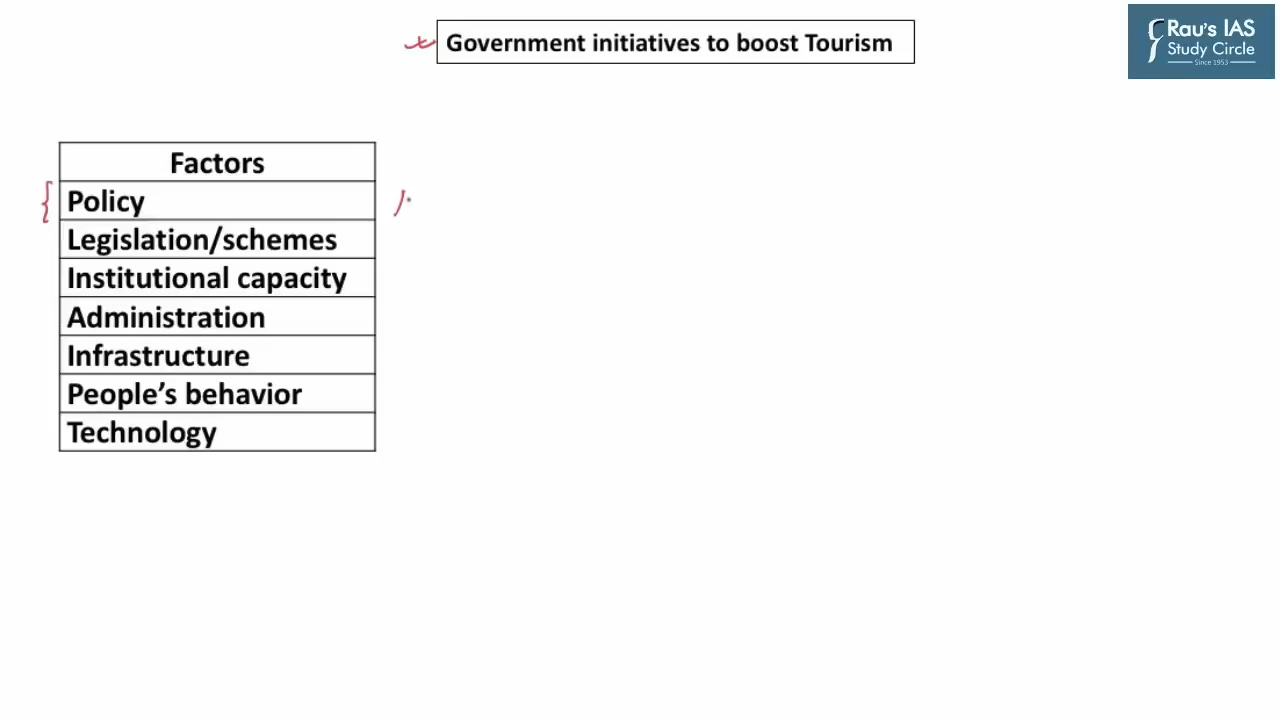 Government initiatives to boost Tourism
Rau's IAS
Study Circle
Since 1953
Factors
Policy
Legislation/schemes
Institutional capacity
Administration
Infrastructure
People's behavior
Technology